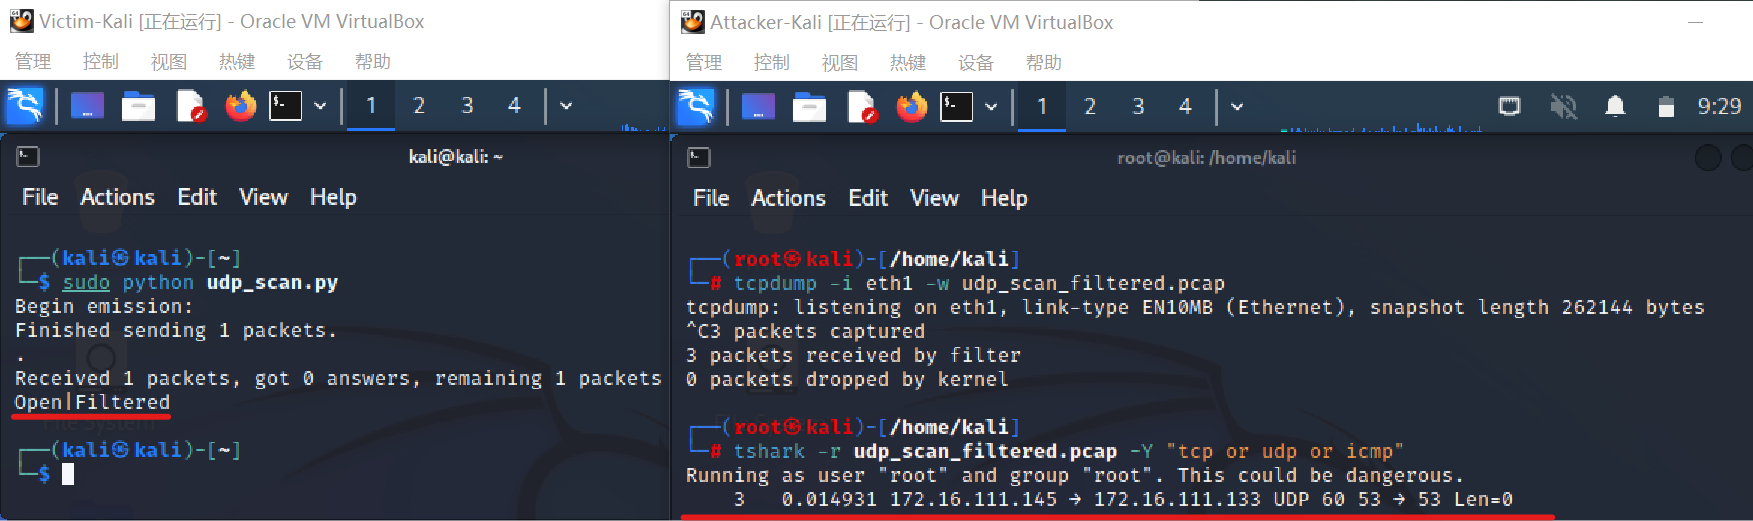 Victim-Kali [正在运行] - Oracle VM VirtualBox
管理 控制 视图 热键 设备 帮助
1 2 3 4
kali@kali: ~
File Actions Edit View Help
┌──(kali㉿kali)-[~]
└─$ sudo python udp_scan.py
Begin emission:
Finished sending 1 packets.
.
Received 1 packets, got 0 answers, remaining 1 packets
Open|Filtered
File System
┌──(kali㉿kali)-[~]
└─$
Attacker-Kali [正在运行] - Oracle VM VirtualBox
管理 控制 视图 热键 设备 帮助
1 2 3 4 9:29
root@kali: /home/kali
File Actions Edit View Help
┌──(root㉿kali)-[/home/kali]
└─# tcpdump -i eth1 -w udp_scan_filtered.pcap
tcpdump: listening on eth1, link-type EN10MB (Ethernet), snapshot length 262144 bytes
^C3 packets captured
3 packets received by filter
0 packets dropped by kernel
┌──(root㉿kali)-[/home/kali]
└─# tshark -r udp_scan_filtered.pcap -Y "tcp or udp or icmp"
Running as user "root" and group "root". This could be dangerous.
3 0.014931 172.16.111.145 → 172.16.111.133 UDP 60 53 → 53 Len=0